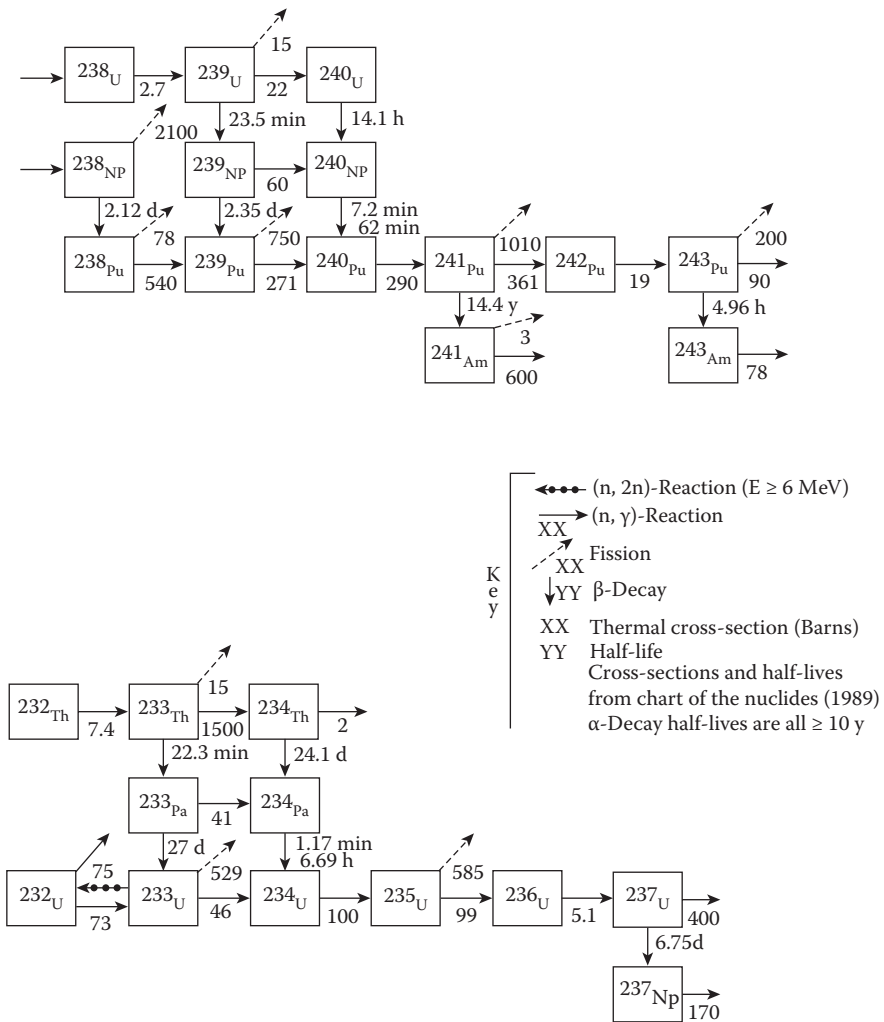 15
238U 239U 240U
2.7 22
23.5 min 14.1 h
2100
238NP 239NP 240NP
60
2.12 d 2.35 d 7.2 min
62 min
78 750 1010 200
238Pu 239Pu 240Pu 241Pu 242Pu 243Pu
540 271 290 361 19 90
14.4 y 4.96 h
3
241Am 243Am
600 78
Key
(n, 2n)-Reaction (E ≥ 6 MeV)
(n, γ)-Reaction
XX
XX Fission
YY β-Decay
XX Thermal cross-section (Barns)
YY Half-life
Cross-sections and half-lives
from chart of the nuclides (1989)
α-Decay half-lives are all ≥ 10 y
15
232Th 233Th 234Th
7.4 1500 2
22.3 min 24.1 d
233Pa 234Pa
41
27 d 1.17 min
6.69 h
75 529 585
232U 233U 234U 235U 236U 237U
73 46 100 99 5.1 400
6.75d
237Np
170